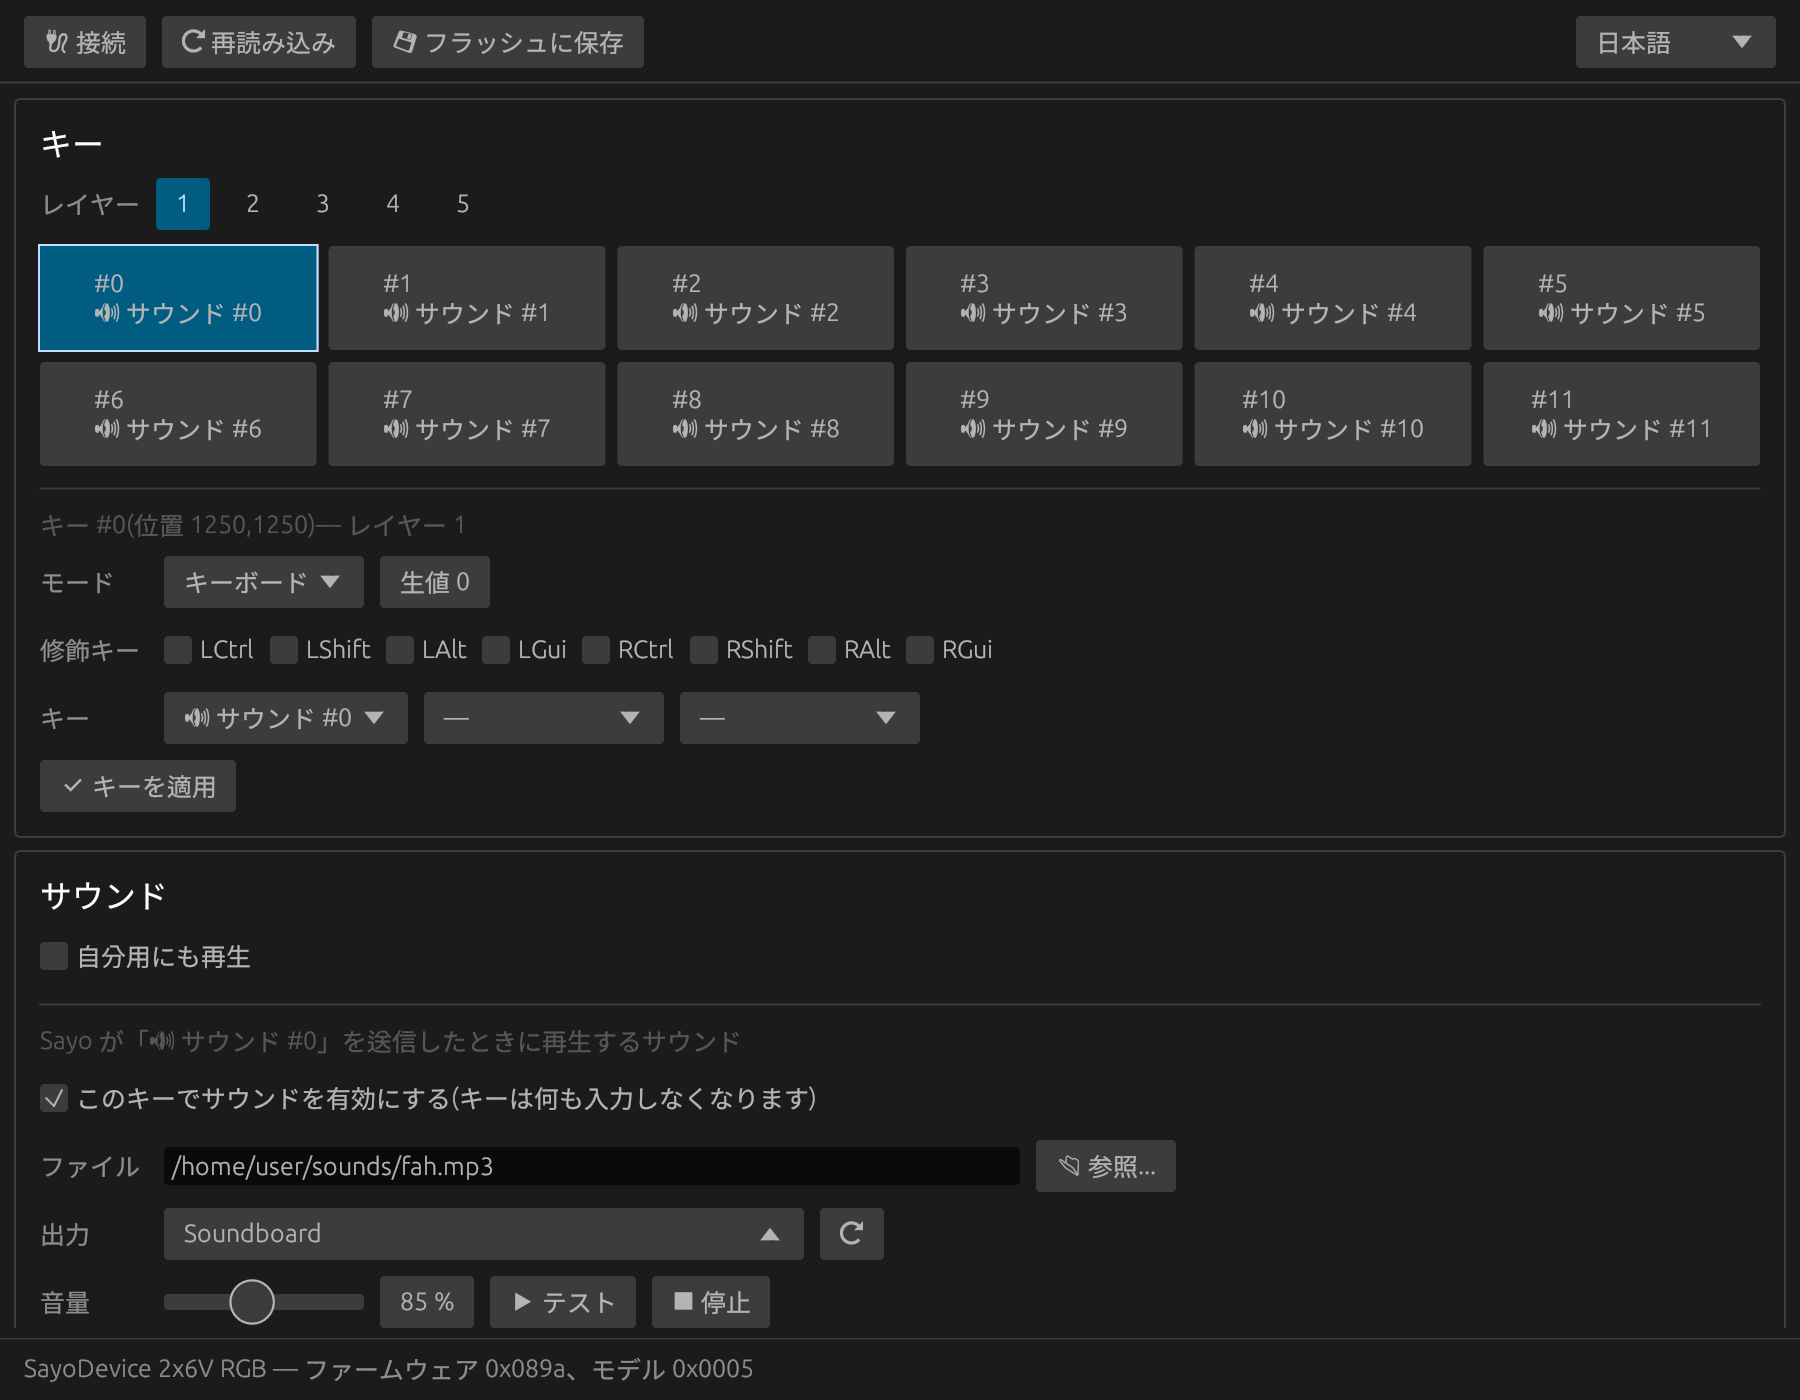 接続 再読み込み フラッシュに保存 日本語
キー
レイヤー 1 2 3 4 5
#0 #1 #2 #3 #4 #5
サウンド #0 サウンド #1 サウンド #2 サウンド #3 サウンド #4 サウンド #5
#6 #7 #8 #9 #10 #11
サウンド #6 サウンド #7 サウンド #8 サウンド #9 サウンド #10 サウンド #11
キー #0(位置 1250,1250)— レイヤー 1
モード キーボード 生値 0
修飾キー LCtrl LShift LAlt LGui RCtrl RShift RAlt RGui
キー サウンド #0 — —
キーを適用
サウンド
自分用にも再生
Sayo が「🔊 サウンド #0」を送信したときに再生するサウンド
このキーでサウンドを有効にする(キーは何も入力しなくなります)
ファイル /home/user/sounds/fah.mp3 参照...
出力 Soundboard
音量 85 % テスト 停止
SayoDevice 2x6V RGB — ファームウェア 0x089a、モデル 0x0005